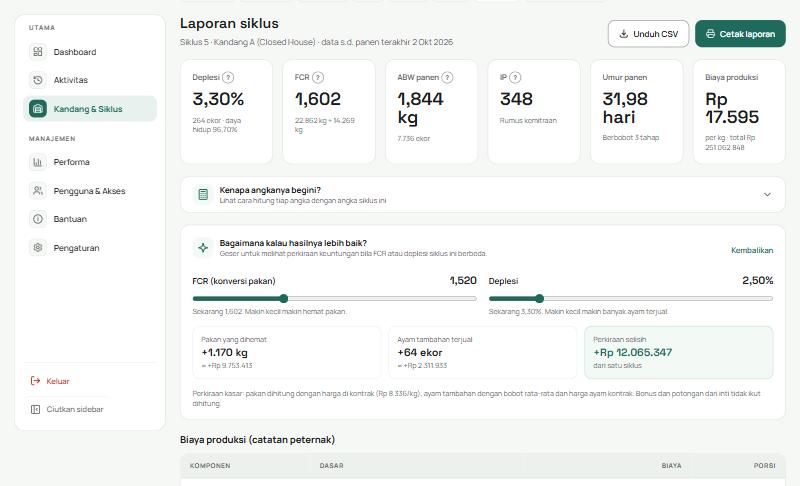 UTAMA
Dashboard
Aktivitas
Kandang & Siklus
MANAJEMEN
Performa
Pengguna & Akses
Bantuan
Pengaturan
Keluar
Ciutkan sidebar
Laporan siklus
Siklus 5 · Kandang A (Closed House) · data s.d. panen terakhir 2 Okt 2026
Unduh CSV
Cetak laporan
Deplesi ?
3,30%
264 ekor · daya
hidup 96,70%
FCR ?
1,602
22.862 kg ÷ 14.269
kg
ABW panen ?
1,844
kg
7.736 ekor
IP ?
348
Rumus kemitraan
Umur panen
31,98
hari
Berbobot 3 tahap
Biaya produksi
Rp
17.595
per kg · total Rp
251.062.848
Kenapa angkanya begini?
Lihat cara hitung tiap angka dengan angka siklus ini
Bagaimana kalau hasilnya lebih baik?
Geser untuk melihat perkiraan keuntungan bila FCR atau deplesi siklus ini berbeda.
Kembalikan
FCR (konversi pakan) 1,520
Sekarang 1,602. Makin kecil makin hemat pakan.
Deplesi 2,50%
Sekarang 3,30%. Makin kecil makin banyak ayam terjual.
Pakan yang dihemat
+1.170 kg
= +Rp 9.753.413
Ayam tambahan terjual
+64 ekor
= +Rp 2.311.933
Perkiraan selisih
+Rp 12.065.347
dari satu siklus
Perkiraan kasar: pakan dihitung dengan harga di kontrak (Rp 8.336/kg), ayam tambahan dengan bobot rata-rata dan harga ayam kontrak. Bonus dan potongan dari inti tidak ikut
dihitung.
Biaya produksi (catatan peternak)
KOMPONEN DASAR BIAYA PORSI